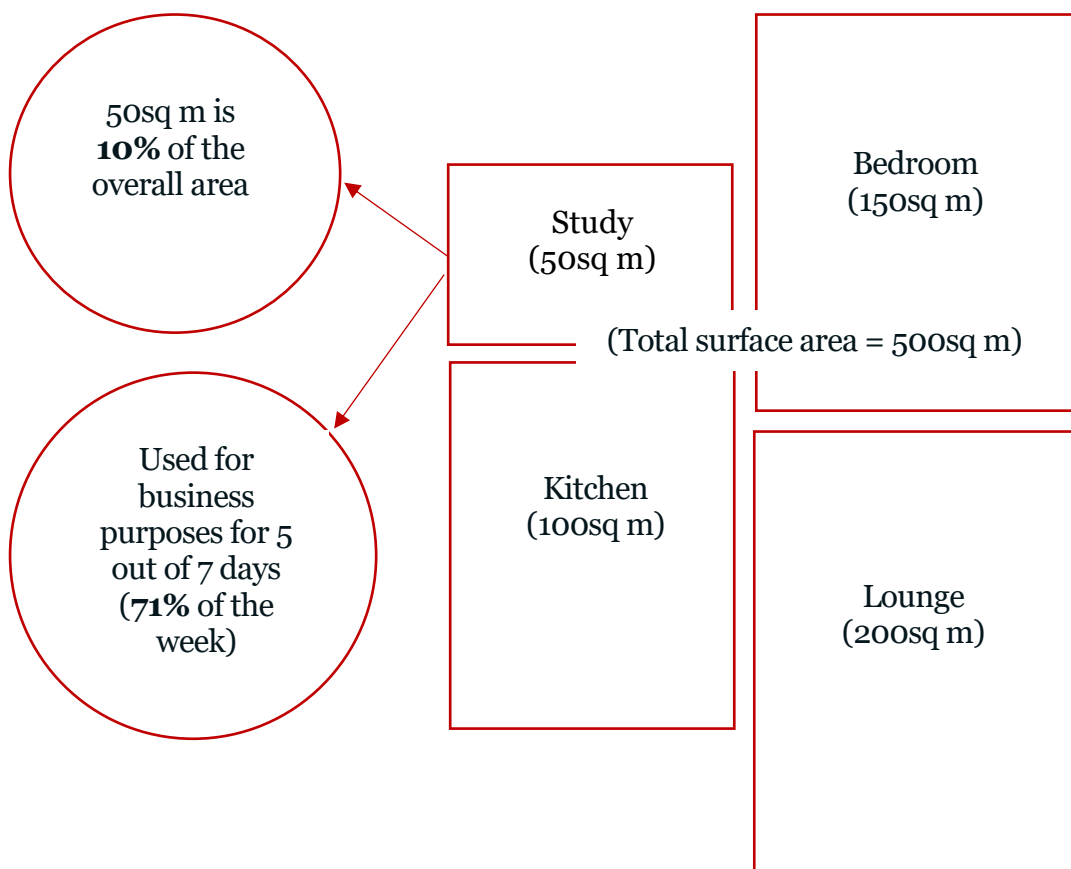 50sq m is
10% of the
overall area
Study
(50sq m)
Bedroom
(150sq m)
(Total surface area = 500sq m)
Used for
business
purposes for 5
out of 7 days
(71% of the
week)
Kitchen
(100sq m)
Lounge
(200sq m)